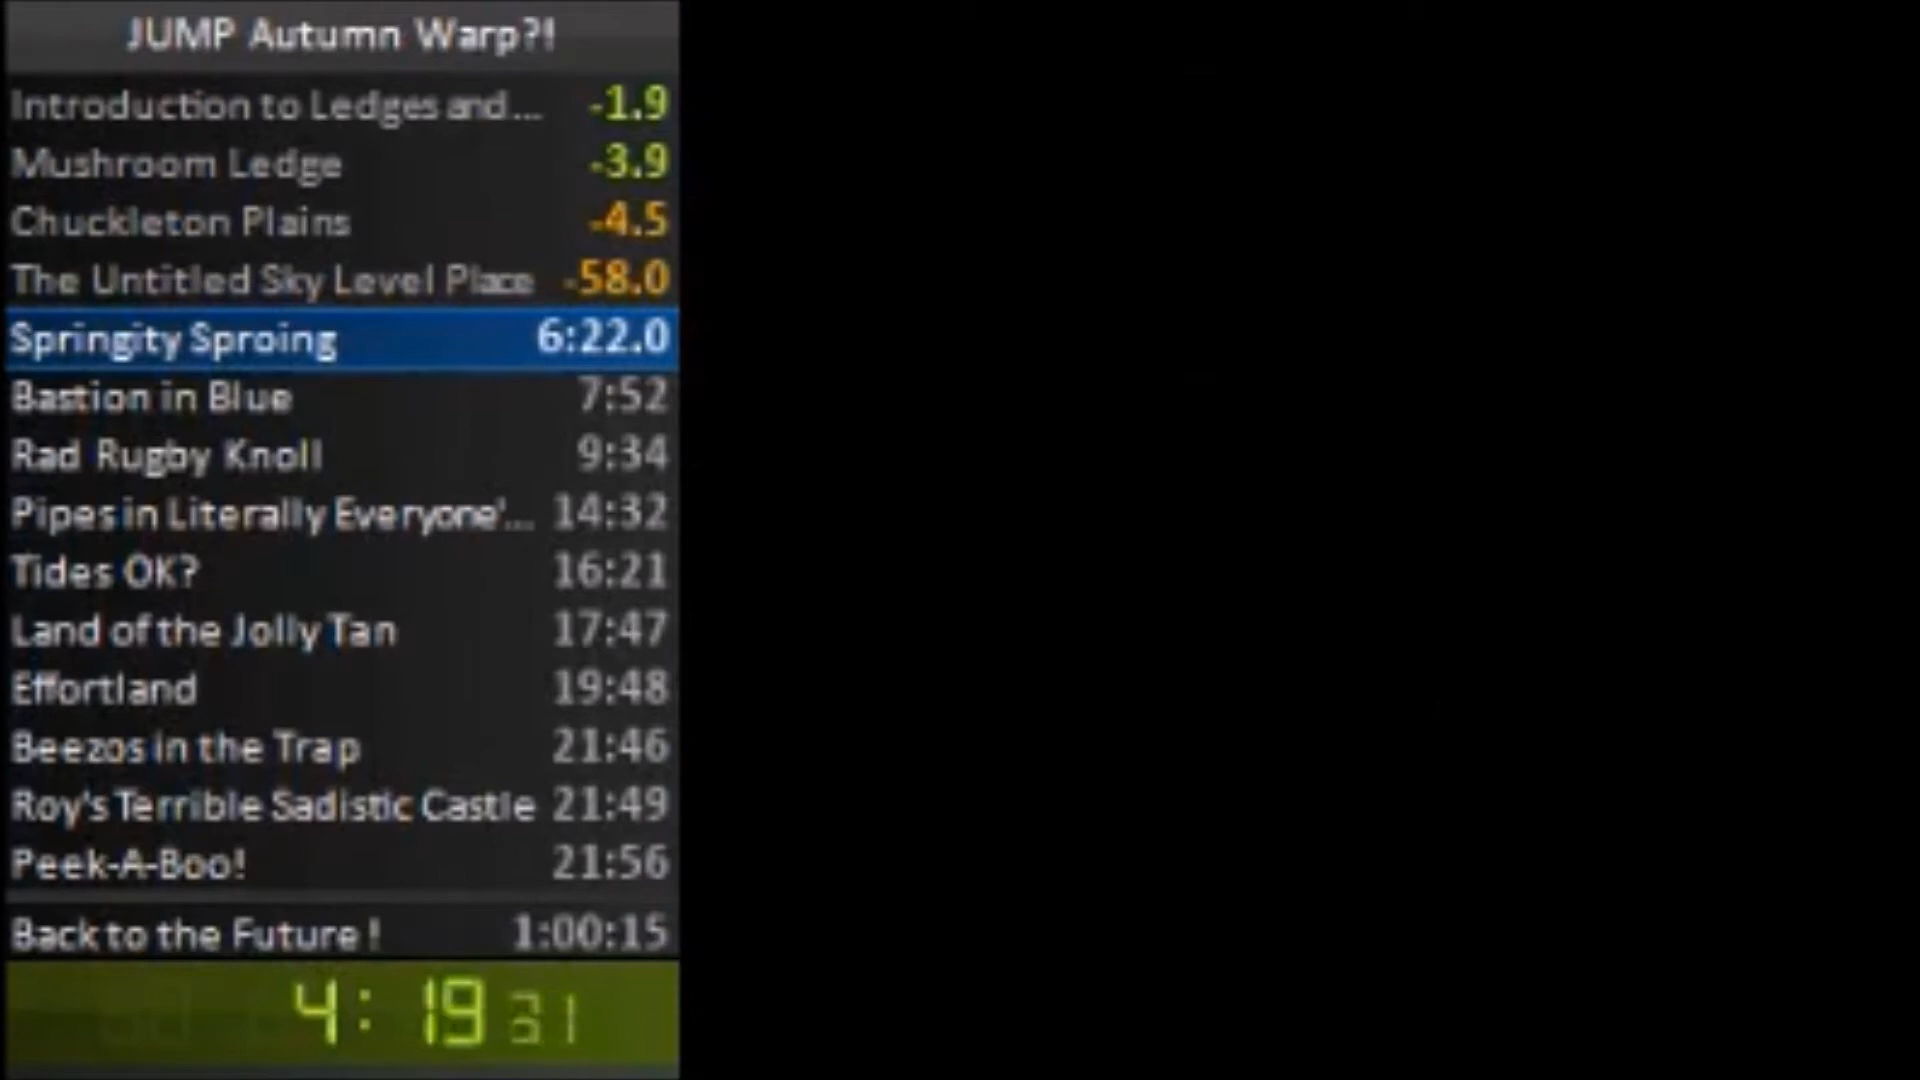 JUMP Autumn Warp?!
Introduction to Ledges and... -1.9
Mushroom Ledge -3.9
Chuckleton Plains -4.5
The Untitled Sky Level Place -58.0
Springity Sproing 6:22.0
Bastion in Blue 7:52
Rad Rugby Knoll 9:34
Pipes in Literally Everyone'... 14:32
Tides OK? 16:21
Land of the Jolly Tan 17:47
Effortland 19:48
Beezos in the Trap 21:46
Roy's Terrible Sadistic Castle 21:49
Peek-A-Boo! 21:56
Back to the Future ! 1:00:15
4:19 31